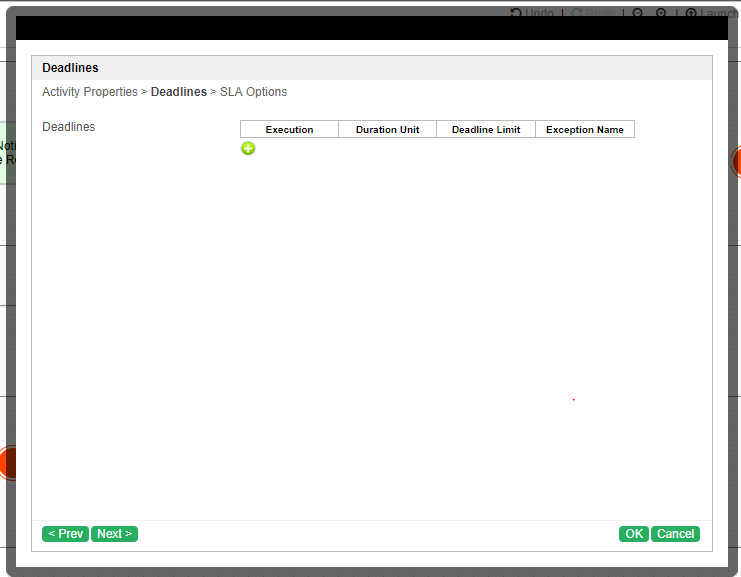 Undo | Redo | | Launch
Deadlines
Activity Properties > Deadlines > SLA Options
Deadlines
Execution Duration Unit Deadline Limit Exception Name
Noti
e Re
< Prev Next > OK Cancel